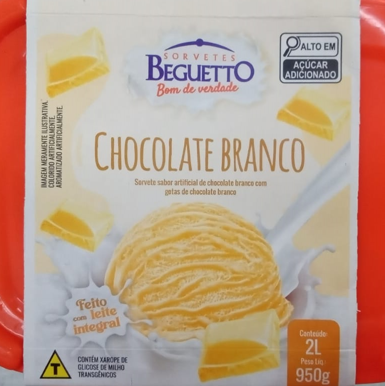 SORVETES
BEGUETTO
Bom de verdade
ALTO EM
AÇÚCAR
ADICIONADO
IMAGEM MERAMENTE ILUSTRATIVA.
COLORIDO ARTIFICIALMENTE.
AROMATIZADO ARTIFICIALMENTE.
CHOCOLATE BRANCO
Sorvete sabor artificial de chocolate branco com
gotas de chocolate branco
Feito
com leite
integral
T
CONTÉM XAROPE DE
GLICOSE DE MILHO
TRANSGÊNICOS
Conteúdo:
2L
Peso Líq.:
950g